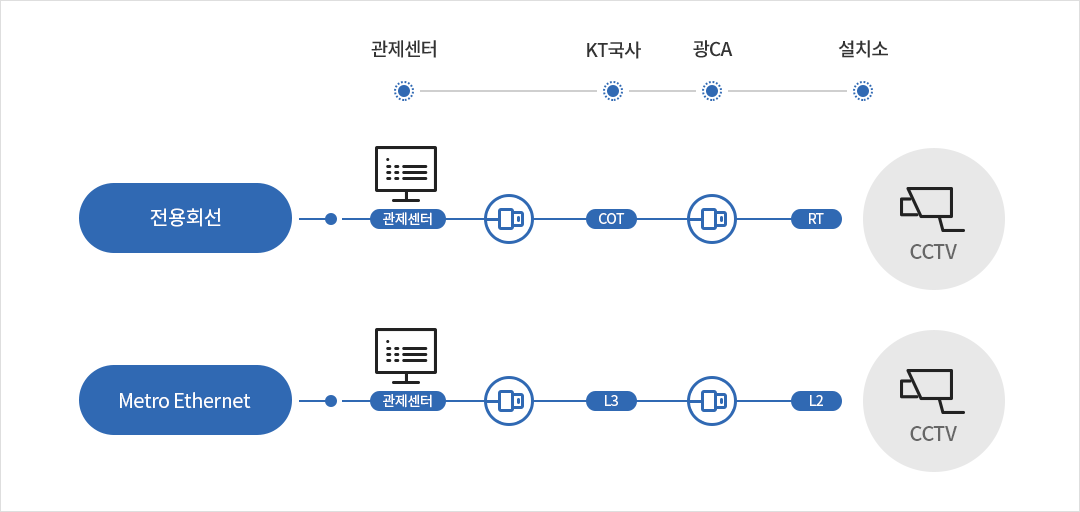 관제센터
KT국사
광CA
설치소
전용회선
관제센터
COT
RT
CCTV
Metro Ethernet
관제센터
L3
L2
CCTV